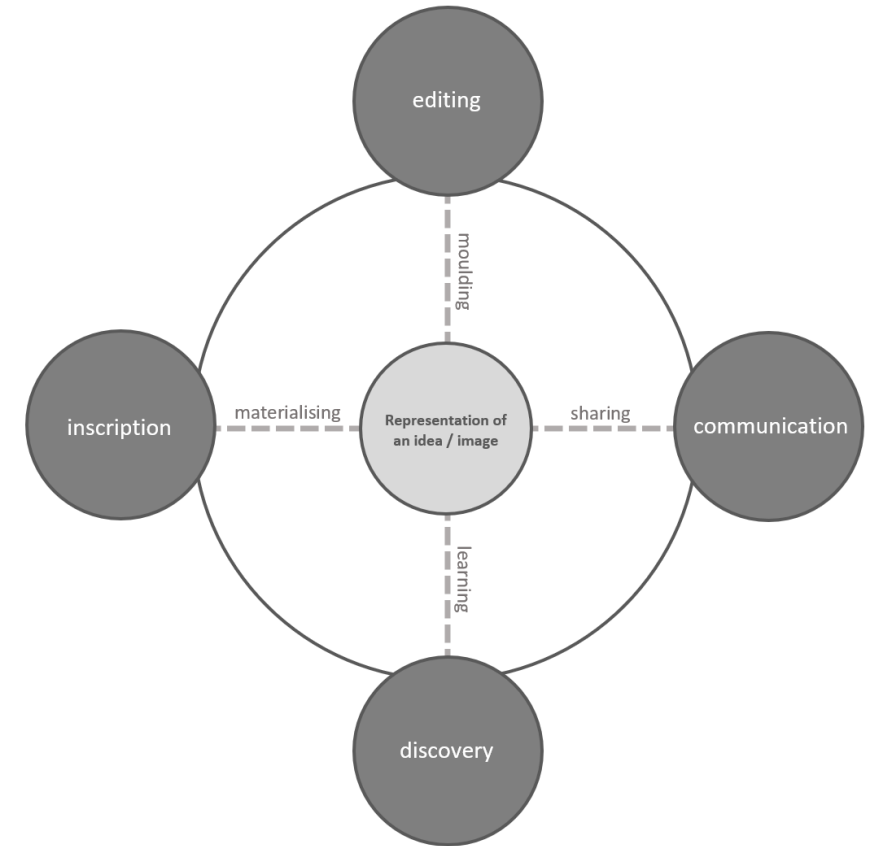 editing
moulding
inscription
materialising
Representation of
an idea / image
sharing
communication
learning
discovery